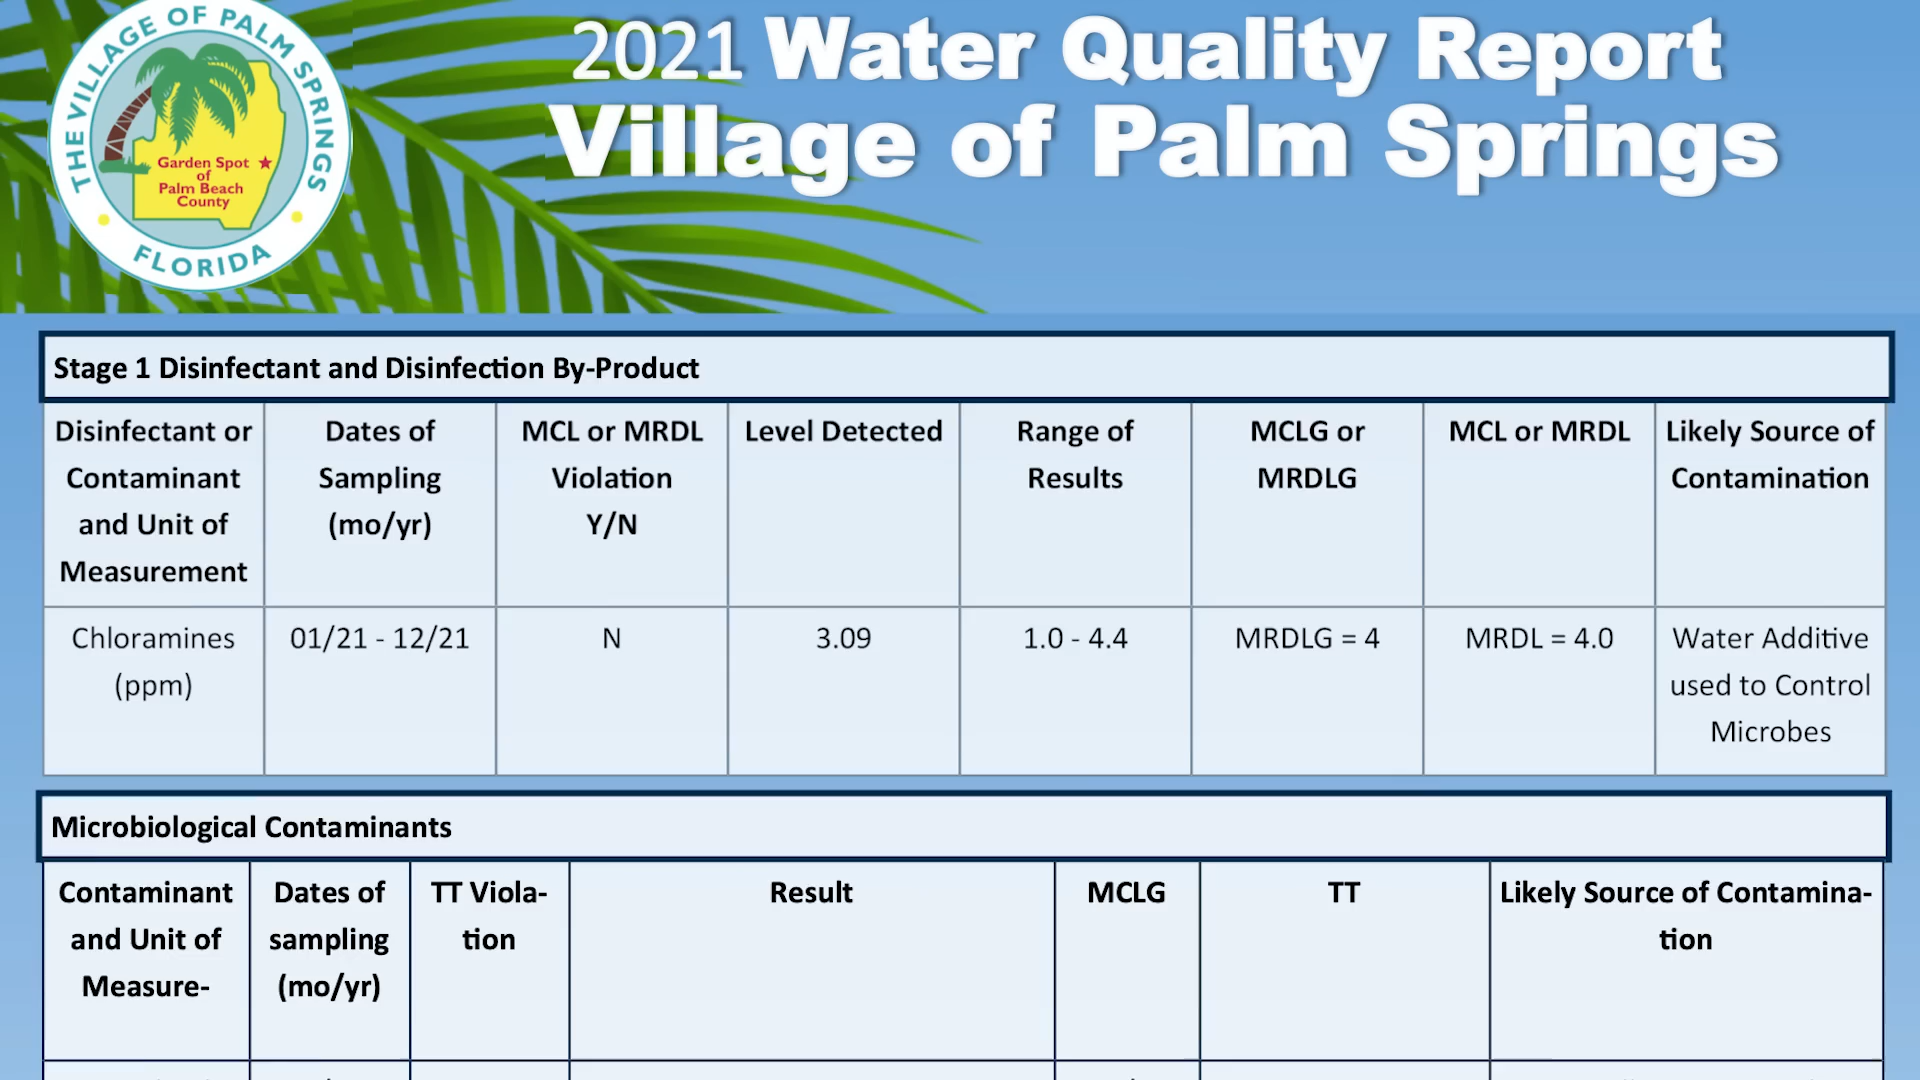 THE VILLAGE OF PALM SPRINGS
Garden Spot
of
Palm Beach
County
FLORIDA
2021 Water Quality Report
Village of Palm Springs
Stage 1 Disinfectant and Disinfection By-Product
Disinfectant or
Contaminant
and Unit of
Measurement
Dates of
Sampling
(mo/yr)
MCL or MRDL
Violation
Y/N
Level Detected
Range of
Results
MCLG or
MRDLG
MCL or MRDL
Likely Source of
Contamination
Chloramines
(ppm)
01/21 - 12/21
N
3.09
1.0 - 4.4
MRDLG = 4
MRDL = 4.0
Water Additive
used to Control
Microbes
Microbiological Contaminants
Contaminant
and Unit of
Measure-
Dates of
sampling
(mo/yr)
TT Viola-
tion
Result
MCLG
TT
Likely Source of Contamina-
tion